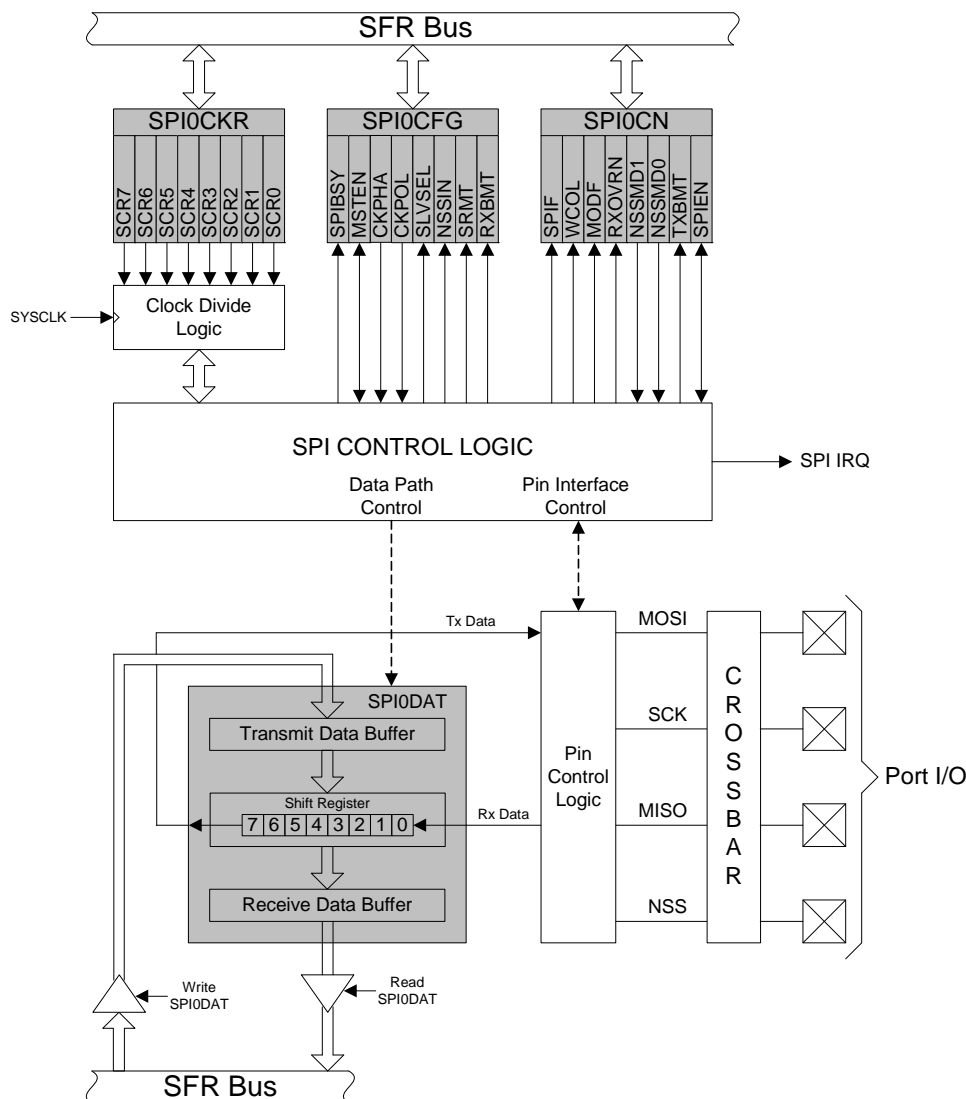 SFR Bus
SPI0CKR
SPI0CFG
SPI0CN
SCR7
SCR6
SCR5
SCR4
SCR3
SCR2
SCR1
SCR0
SPIBSY
MSTEN
CKPHA
CKPOL
SLVSEL
NSSIN
SRMT
RXBMT
SPIF
WCOL
MODF
RXOVRN
NSSMD1
NSSMD0
TXBMT
SPIEN
SYSCLK
Clock Divide
Logic
SPI CONTROL LOGIC
SPI IRQ
Data Path
Control
Pin Interface
Control
Tx Data
MOSI
SPI0DAT
Transmit Data Buffer
SCK
Shift Register
7 6 5 4 3 2 1 0
Rx Data
Pin
Control
Logic
MISO
CROSSBAR
Port I/O
Receive Data Buffer
NSS
Write
SPI0DAT
Read
SPI0DAT
SFR Bus